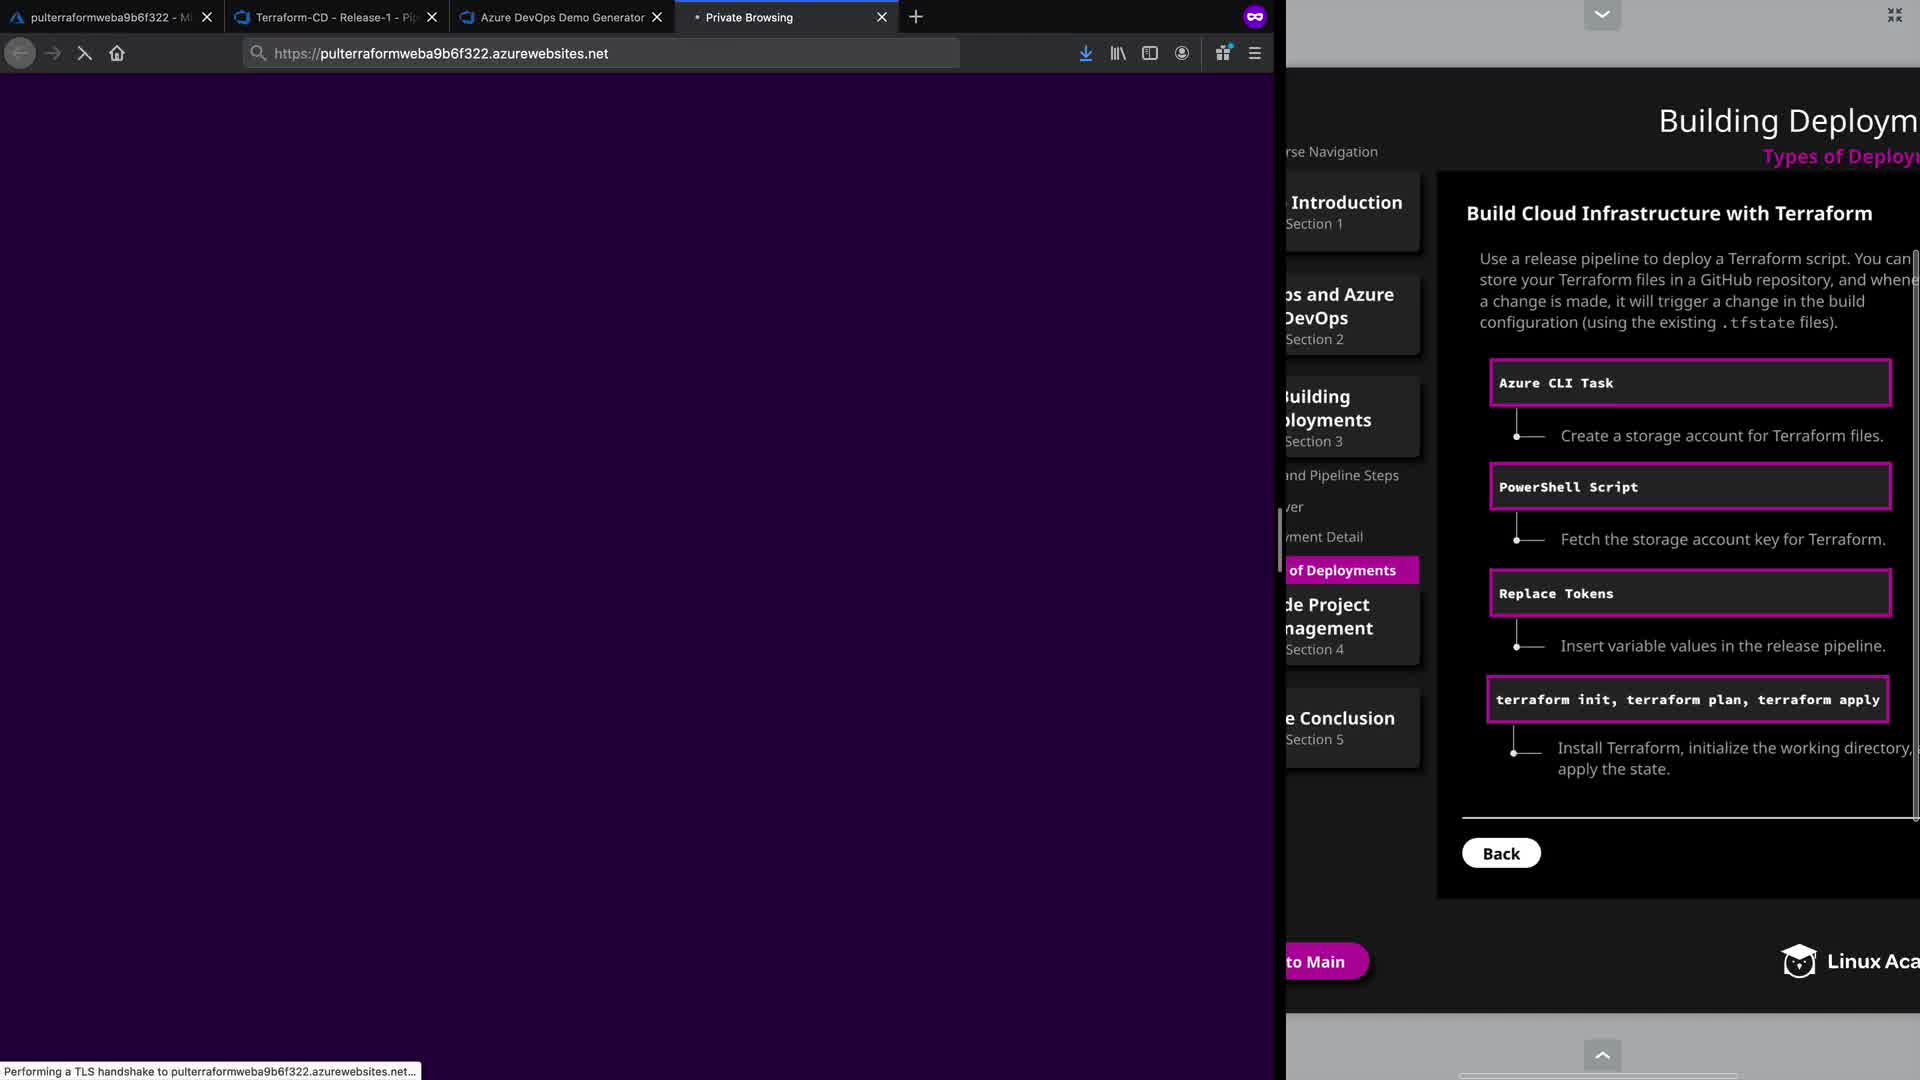 pulterraformweba9b6f322 - Mi
Terraform-CD - Release-1 - Pip
Azure DevOps Demo Generator
Private Browsing
https://pulterraformweba9b6f322.azurewebsites.net
Performing a TLS handshake to pulterraformweba9b6f322.azurewebsites.net...
Building Deploym
Types of Deploy
rse Navigation
Introduction
Section 1
ps and Azure
DevOps
Section 2
Building
ployments
Section 3
and Pipeline Steps
ver
yment Detail
of Deployments
de Project
nagement
Section 4
e Conclusion
Section 5
to Main
Build Cloud Infrastructure with Terraform
Use a release pipeline to deploy a Terraform script. You can
store your Terraform files in a GitHub repository, and whene
a change is made, it will trigger a change in the build
configuration (using the existing .tfstate files).
Azure CLI Task
Create a storage account for Terraform files.
PowerShell Script
Fetch the storage account key for Terraform.
Replace Tokens
Insert variable values in the release pipeline.
terraform init, terraform plan, terraform apply
Install Terraform, initialize the working directory,
apply the state.
Back
Linux Aca